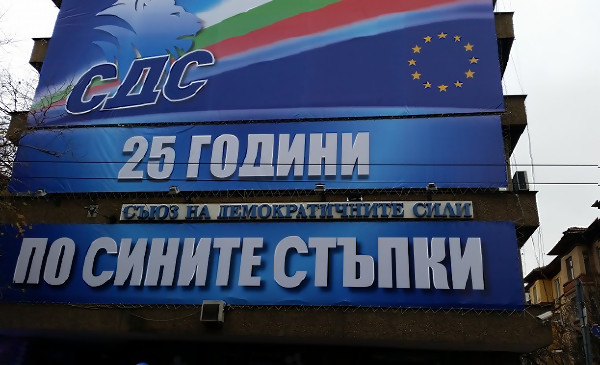 СДС
25 ГОДИНИ
СЪЮЗ НА ДЕМОКРАТИЧНИТЕ СИЛИ
ПО СИНИТЕ СТЪПКИ